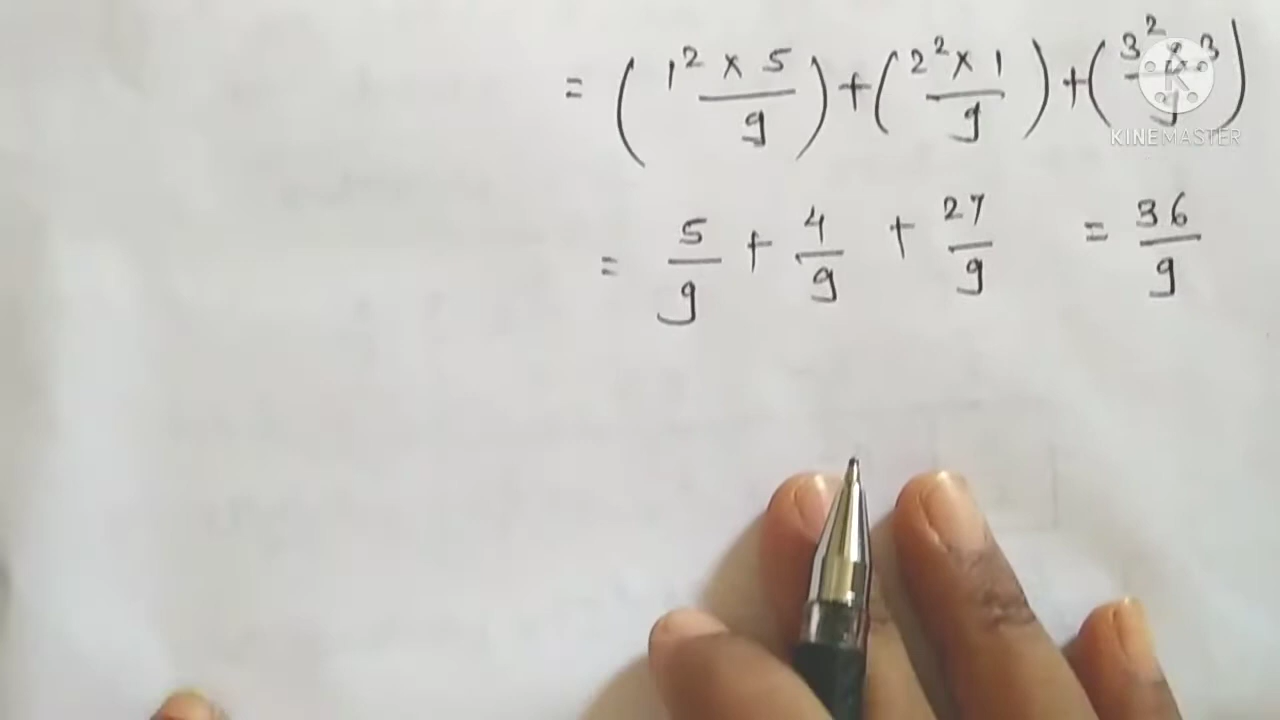 = (1² × 5/9) + (2² × 1/9) + (3² × 3/9)
KINEMASTER
= 5/9 + 4/9 + 27/9 = 36/9